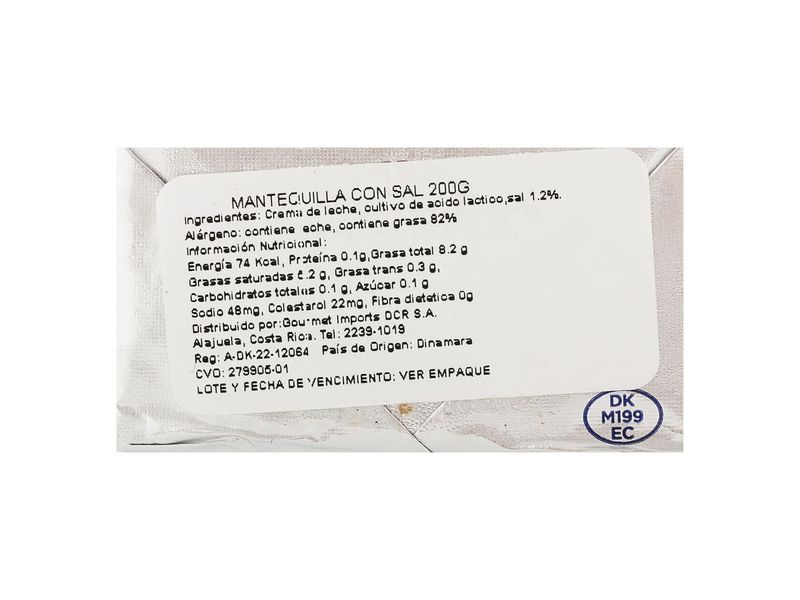 MANTEQUILLA CON SAL 200G
Ingredientes: Crema de leche, cultivo de acido lactico,sal 1.2%.
Alérgeno: contiene leche, contiene grasa 82%
Información Nutricional:
Energía 74 Kcal, Proteína 0.1g,Grasa total 8.2 g
Grasas saturadas 5.2 g, Grasa trans 0.3 g,
Carbohidratos totales 0.1 g, Azúcar 0.1 g
Sodio 48mg, Colestarol 22mg, Fibra dietetica 0g
Distribuido por:Gourmet Imports DCR S.A.
Alajuela, Costa Rica. Tel: 2239-1019
Reg: A-DK-22-12064 País de Origen: Dinamara
CVO: 279905-01
LOTE Y FECHA DE VENCIMIENTO: VER EMPAQUE
DK
M199
EC